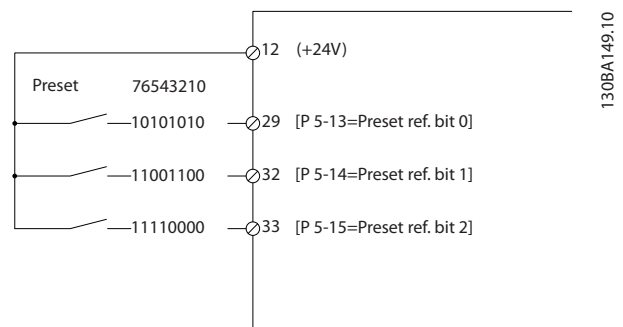 12 (+24V)
Preset 76543210
10101010 29 [P 5-13=Preset ref. bit 0]
11001100 32 [P 5-14=Preset ref. bit 1]
11110000 33 [P 5-15=Preset ref. bit 2]
130BA149.10